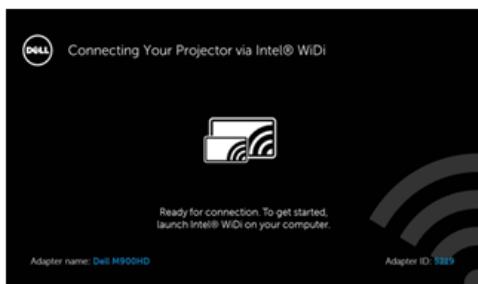 DELL
Connecting Your Projector via Intel® WiDi
Ready for connection. To get started,
launch Intel® WiDi on your computer.
Adapter name: Dell M900HD
Adapter ID: 5219